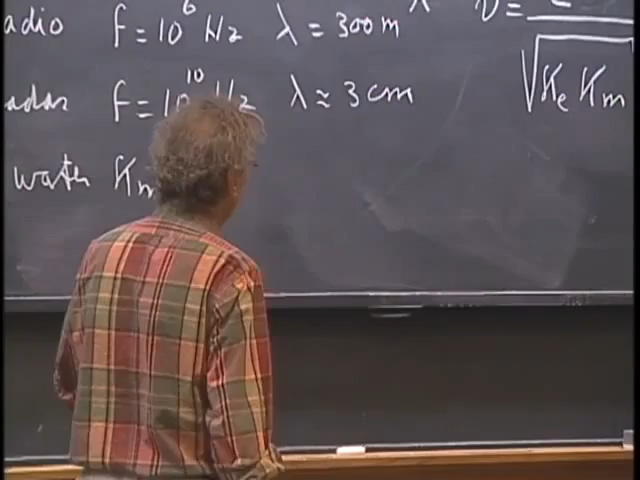 adio f = 10⁶ Hz λ = 300 m λ υ = c
adar f = 10¹⁰ Hz λ ≈ 3 cm √Ke Km
water Km